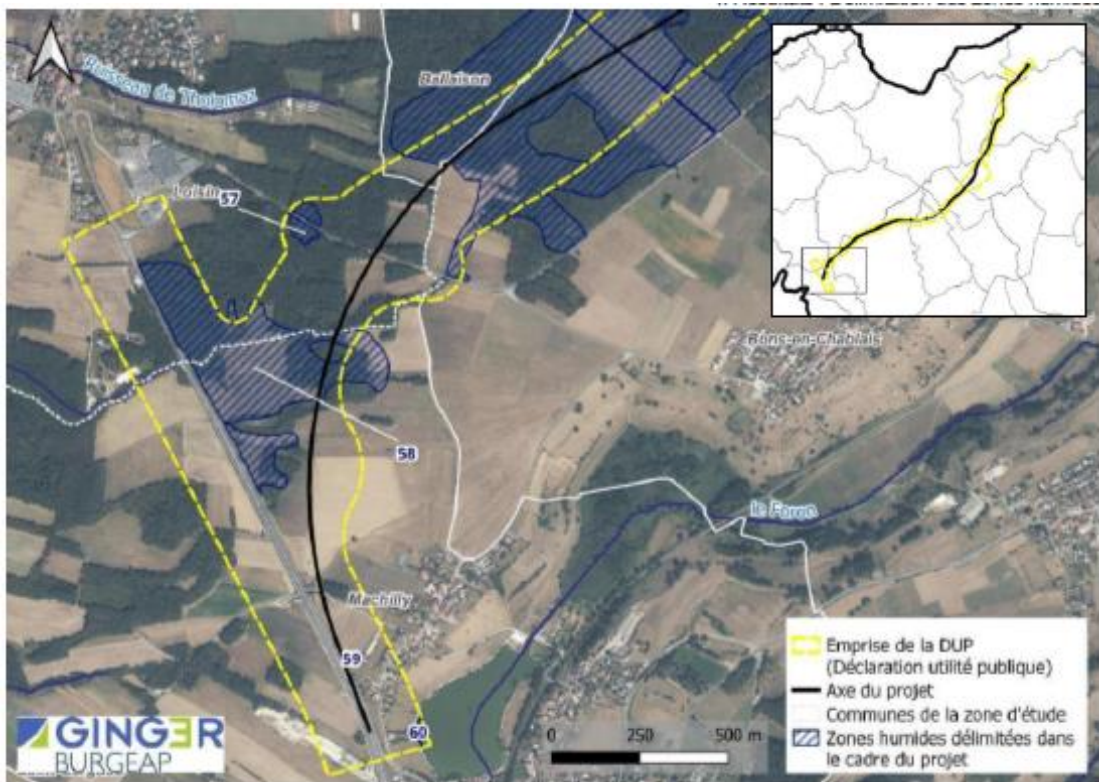 Ruisseau de Thuignaz
Ballaison
Loisin
57
Bons-en-Chablais
58
le Foron
Machilly
59
60
GINGER
BURGEAP
0 250 500 m
Emprise de la DUP
(Déclaration utilité publique)
Axe du projet
Communes de la zone d'étude
Zones humides délimitées dans
le cadre du projet